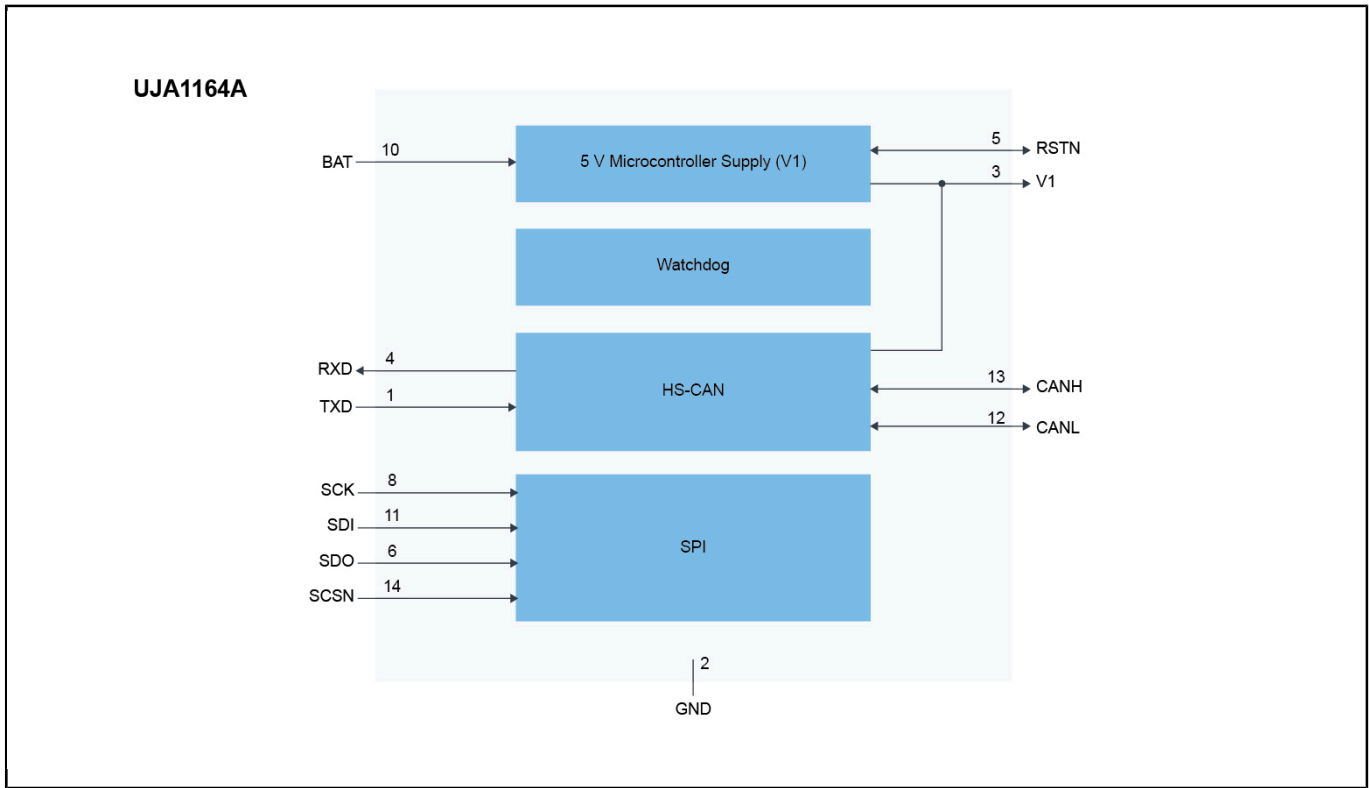 UJA1164A
BAT 10
5 V Microcontroller Supply (V1)
5 RSTN
3 V1
Watchdog
RXD 4
TXD 1
HS-CAN
13 CANH
12 CANL
SCK 8
SDI 11
SDO 6
SCSN 14
SPI
2
GND